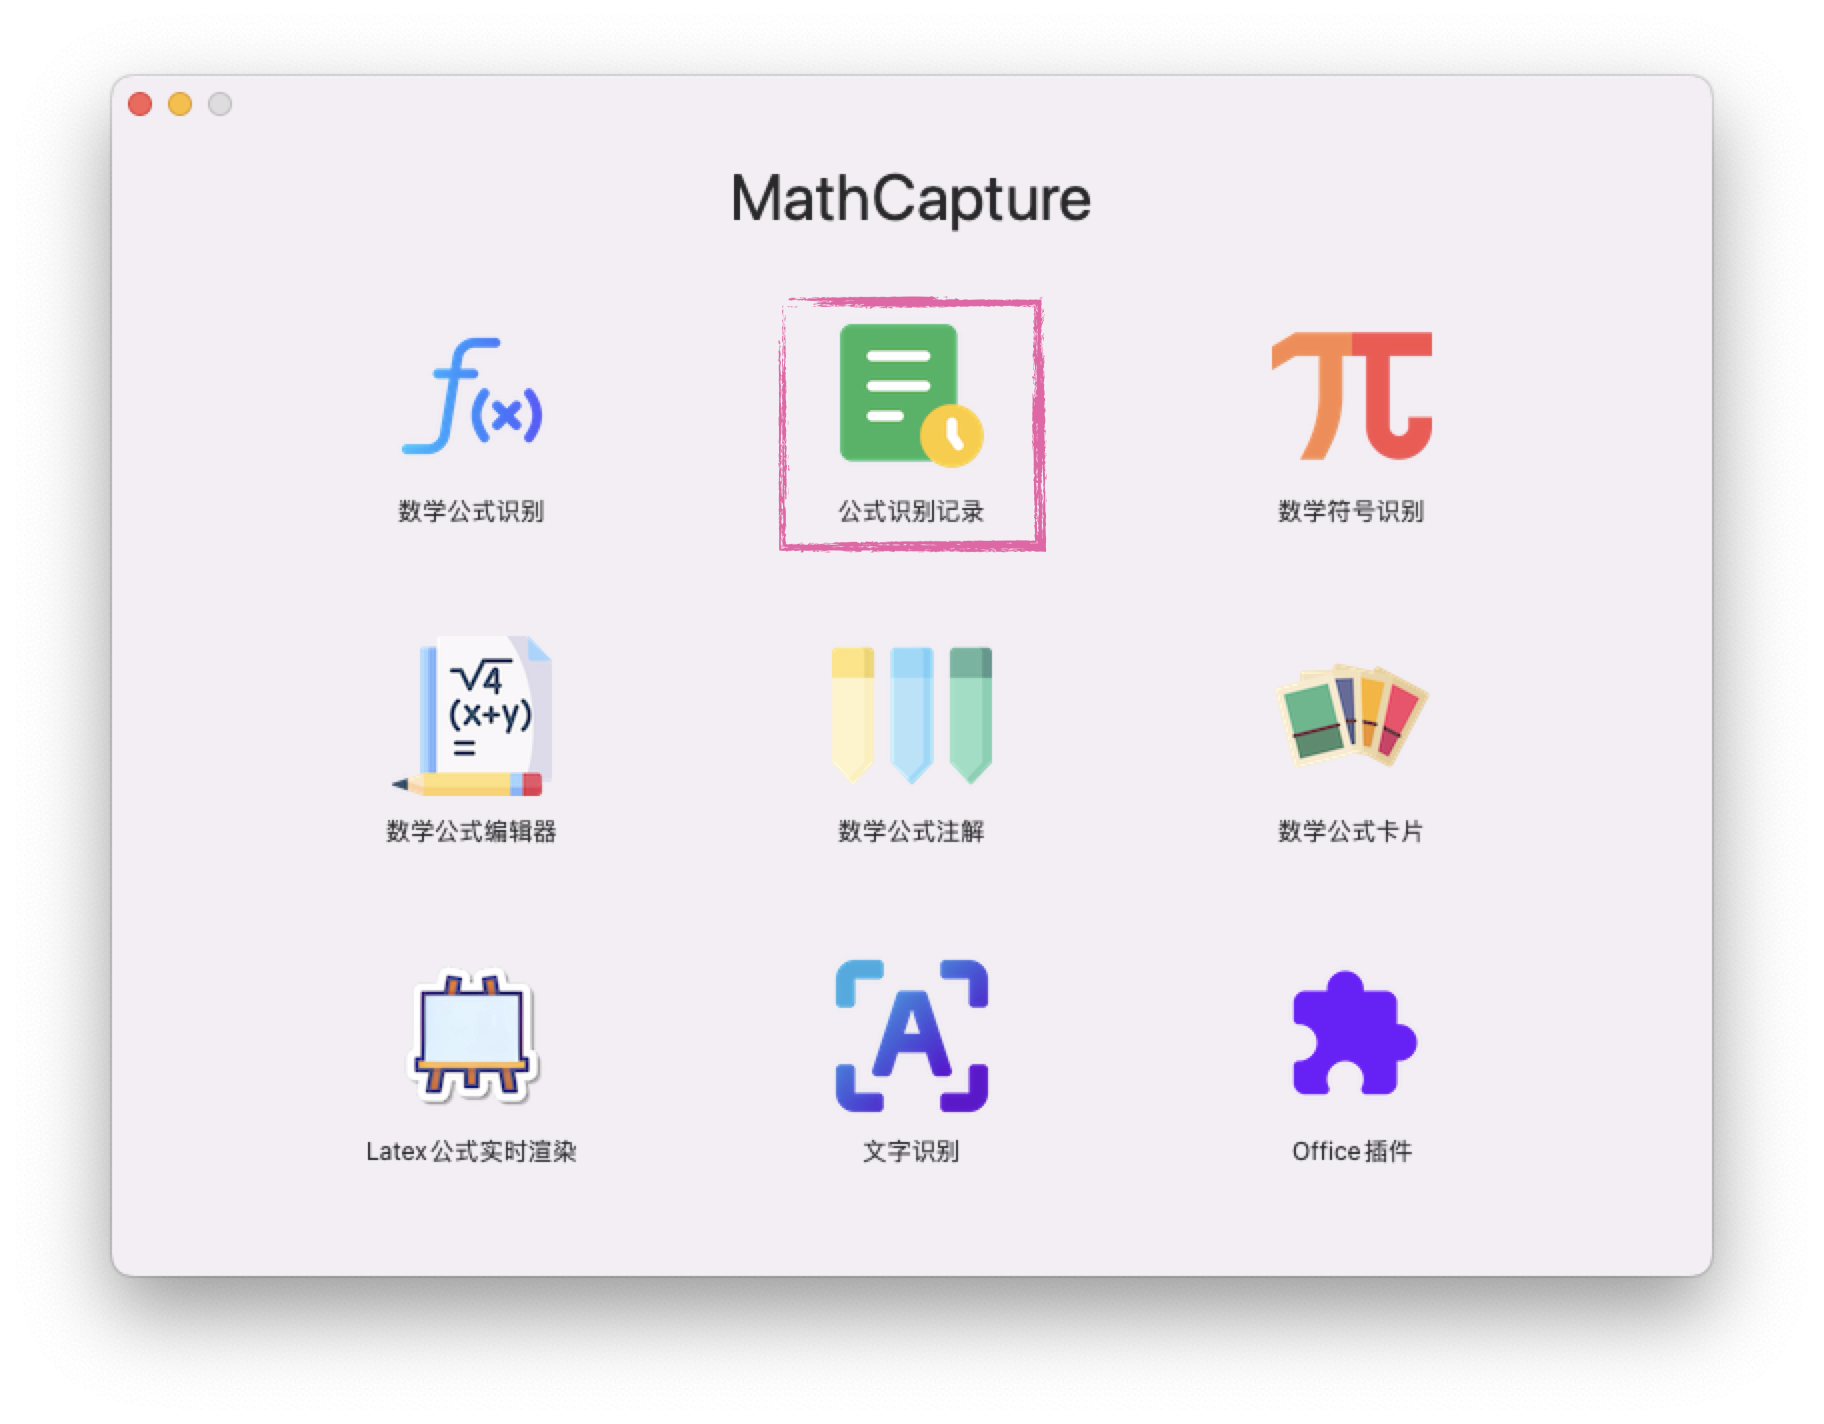 MathCapture
f(x)
π
数学公式识别
公式识别记录
数学符号识别
√4
(x+y)
=
数学公式编辑器
数学公式注解
数学公式卡片
A
Latex公式实时渲染
文字识别
Office插件